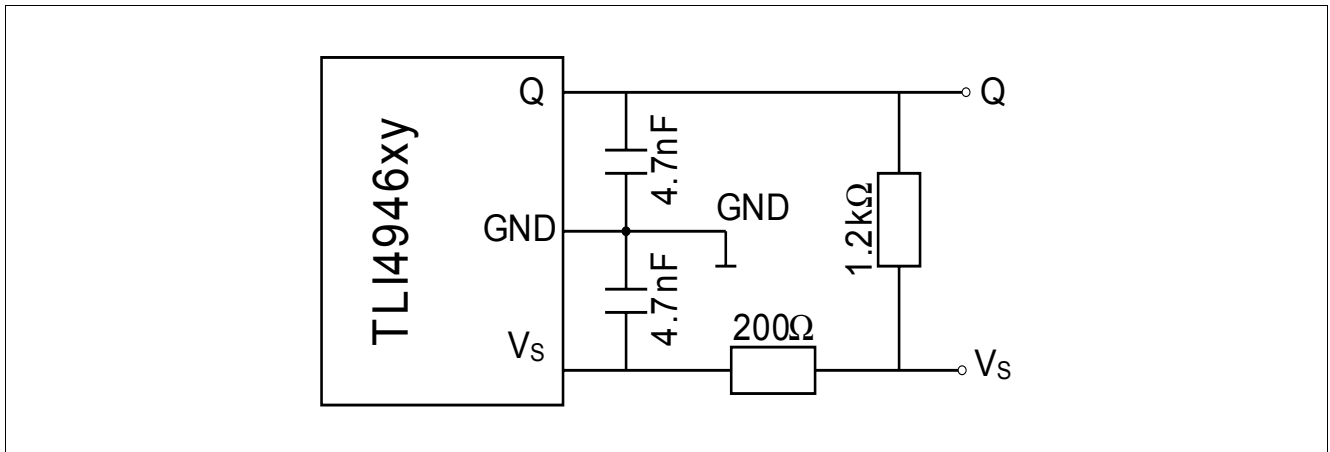 TLI4946xy
Q
GND
VS
4.7nF
4.7nF
GND
200Ω
1.2kΩ
Q
VS